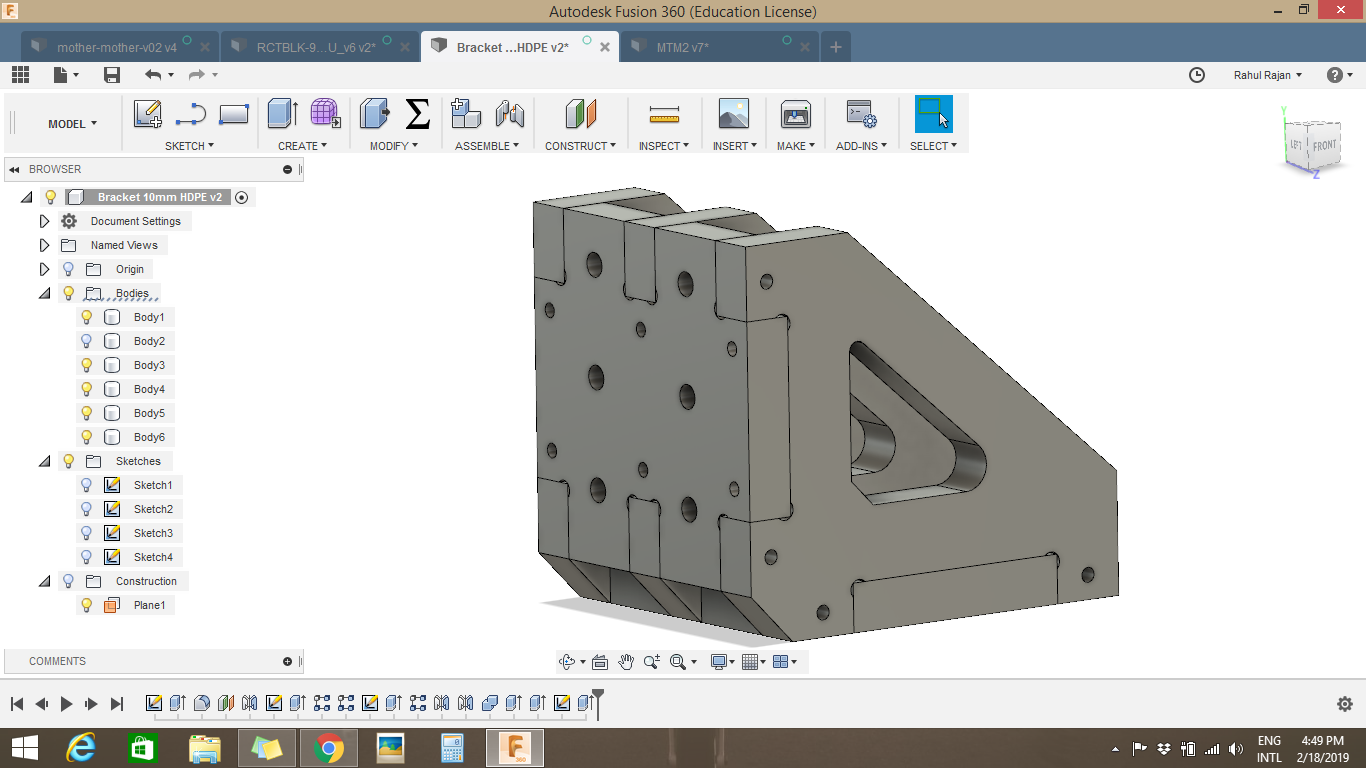 Autodesk Fusion 360 (Education License)
mother-mother-v02 v4
RCTBLK-9...U_v6 v2*
Bracket ...HDPE v2*
MTM2 v7*
Rahul Rajan
MODEL
SKETCH
CREATE
MODIFY
ASSEMBLE
CONSTRUCT
INSPECT
INSERT
MAKE
ADD-INS
SELECT
Y
LEFT
FRONT
Z
BROWSER
Bracket 10mm HDPE v2
Document Settings
Named Views
Origin
Bodies
Body1
Body2
Body3
Body4
Body5
Body6
Sketches
Sketch1
Sketch2
Sketch3
Sketch4
Construction
Plane1
COMMENTS
ENG
INTL
4:49 PM
2/18/2019